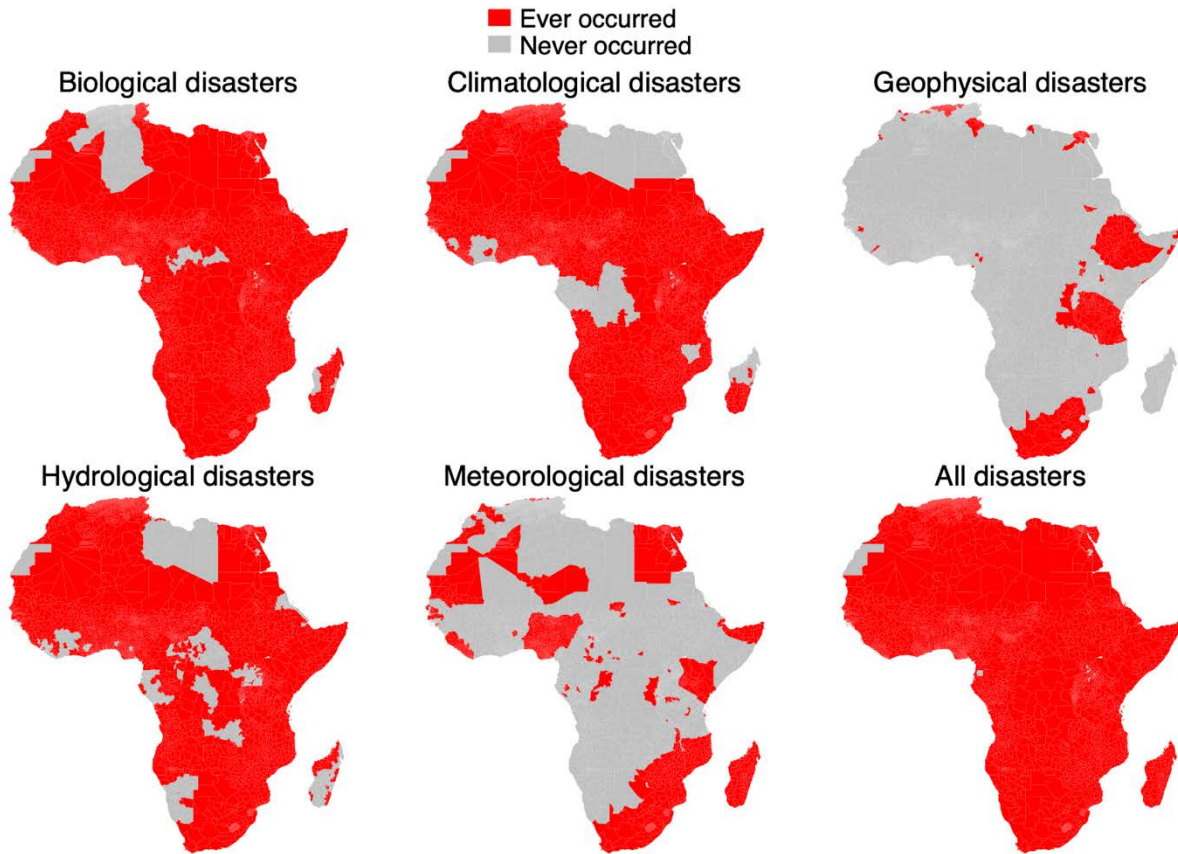 Ever occurred
Never occurred
Biological disasters
Climatological disasters
Geophysical disasters
Hydrological disasters
Meteorological disasters
All disasters